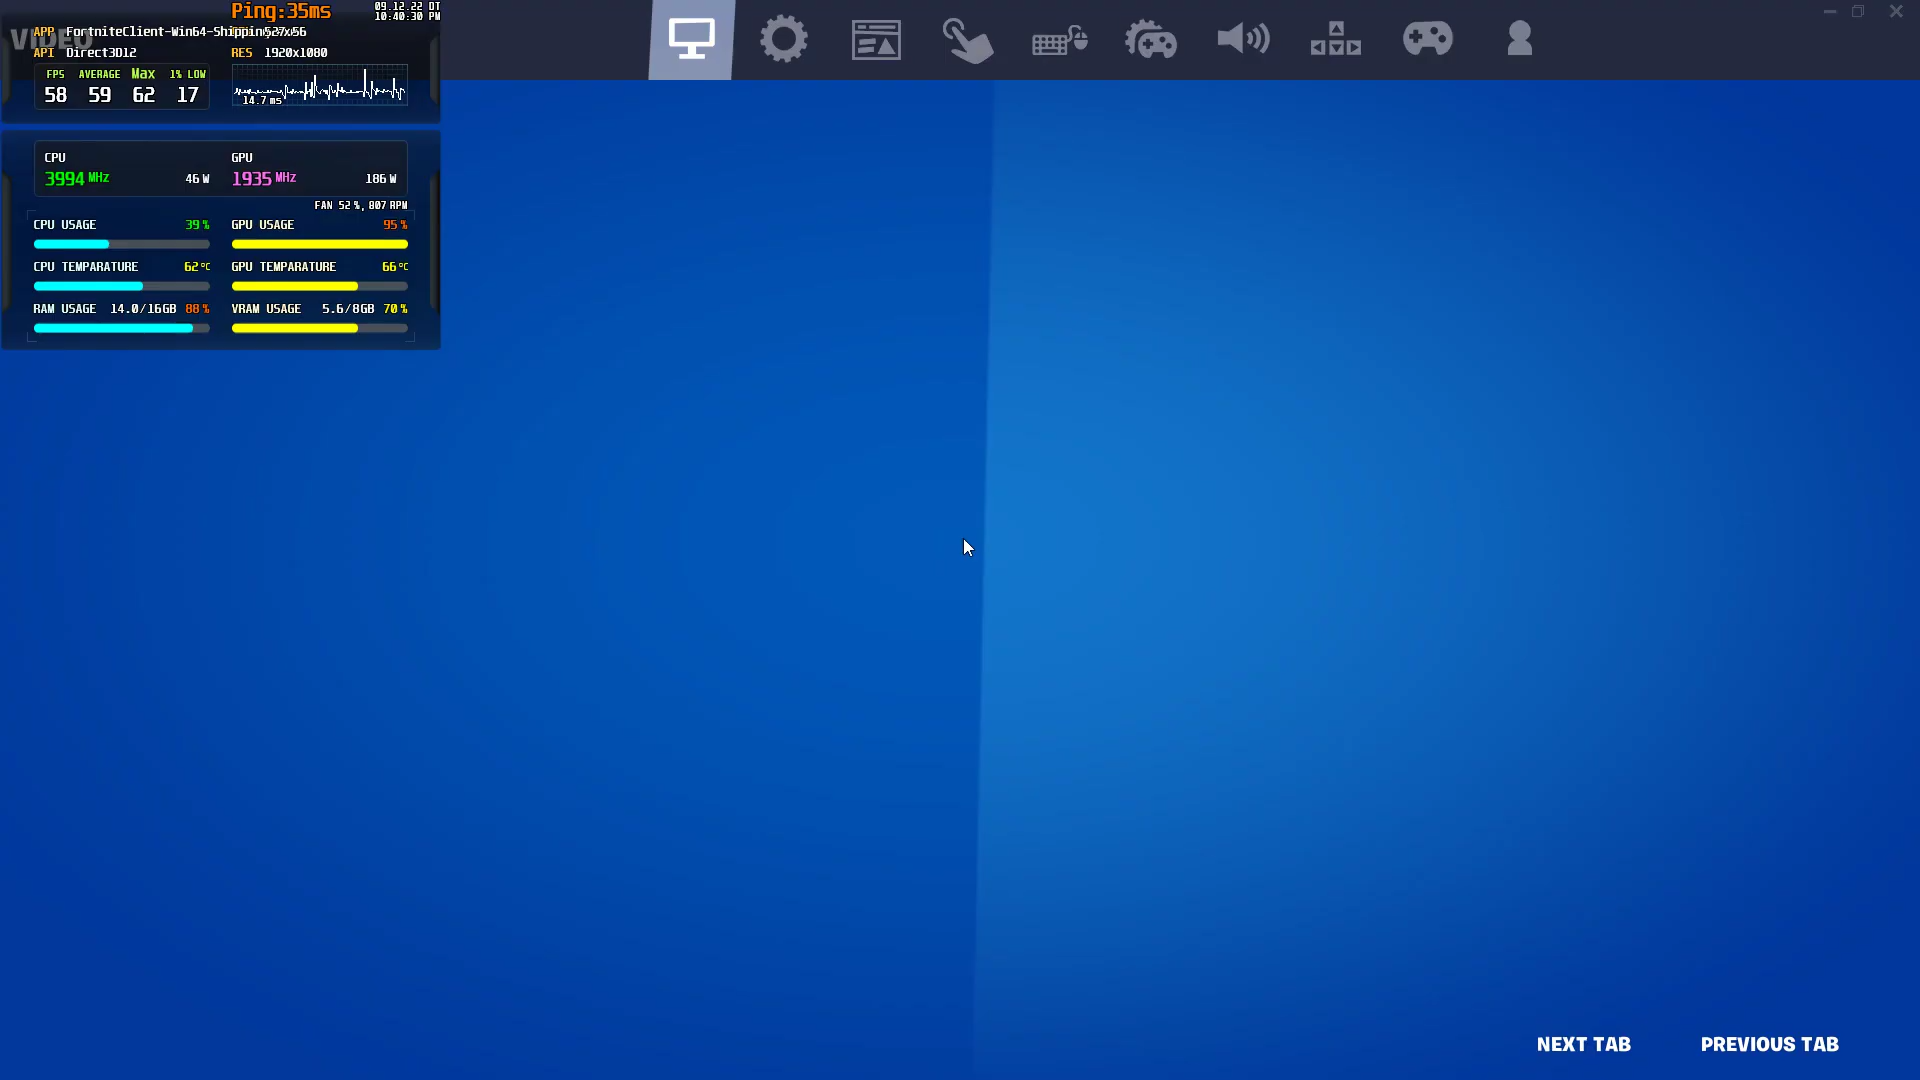 Ping:35ms
09.12.22 DT
10:40:30 PM
VIDEO
APP FortniteClient-Win64-Shipping
API Direct3D12
RES 1920x1080
FPS AVERAGE Max 1% LOW
58 59 62 17
14.7 ms
CPU GPU
3994 MHz 46 W 1935 MHz 186 W
FAN 52 %, 807 RPM
CPU USAGE 39 % GPU USAGE 95 %
CPU TEMPARATURE 62 °C GPU TEMPARATURE 66 °C
RAM USAGE 14.0/16GB 88 % VRAM USAGE 5.6/8GB 70 %
NEXT TAB PREVIOUS TAB